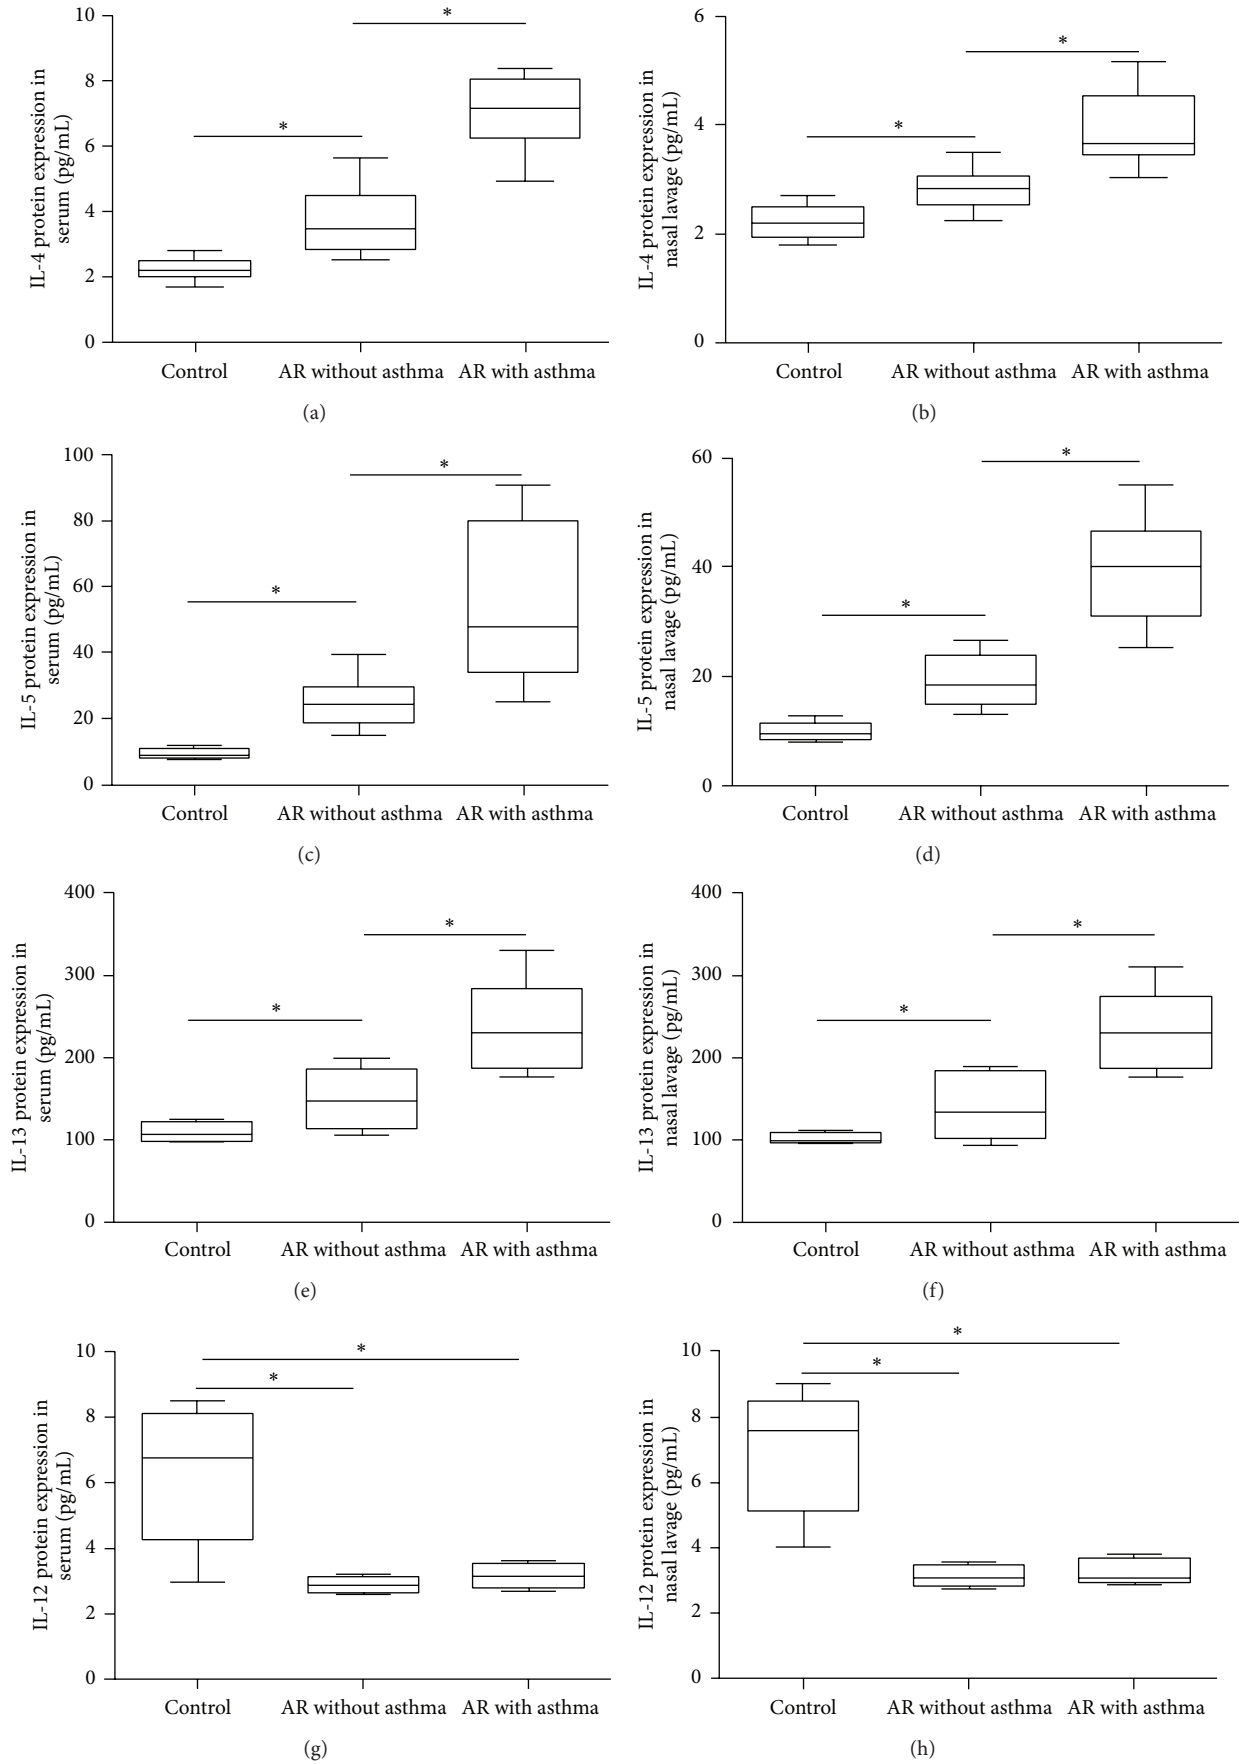 IL-4 protein expression in
serum (pg/mL)
10
8
6
4
2
0
*
*
Control
AR without asthma
AR with asthma
(a)
IL-4 protein expression in
nasal lavage (pg/mL)
6
4
2
0
*
*
Control
AR without asthma
AR with asthma
(b)
IL-5 protein expression in
serum (pg/mL)
100
80
60
40
20
0
*
*
Control
AR without asthma
AR with asthma
(c)
IL-5 protein expression in
nasal lavage (pg/mL)
60
40
20
0
*
*
Control
AR without asthma
AR with asthma
(d)
IL-13 protein expression in
serum (pg/mL)
400
300
200
100
0
*
*
Control
AR without asthma
AR with asthma
(e)
IL-13 protein expression in
nasal lavage (pg/mL)
400
300
200
100
0
*
*
Control
AR without asthma
AR with asthma
(f)
IL-12 protein expression in
serum (pg/mL)
10
8
6
4
2
0
*
*
Control
AR without asthma
AR with asthma
(g)
IL-12 protein expression in
nasal lavage (pg/mL)
10
8
6
4
2
0
*
*
Control
AR without asthma
AR with asthma
(h)